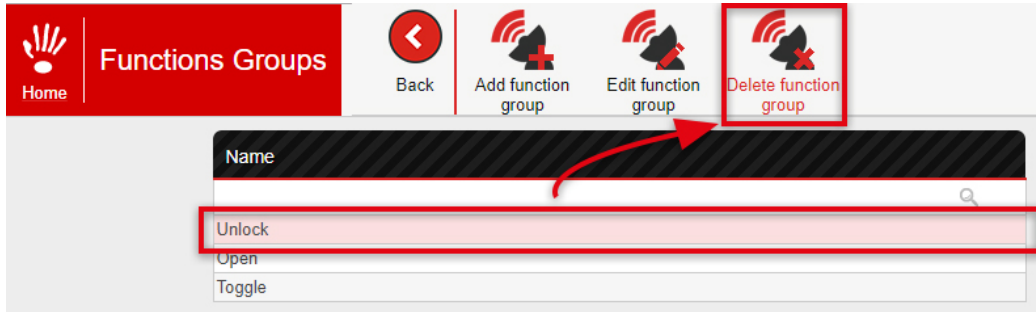 Home
Functions Groups
Back
Add function
group
Edit function
group
Delete function
group
Name
Unlock
Open
Toggle